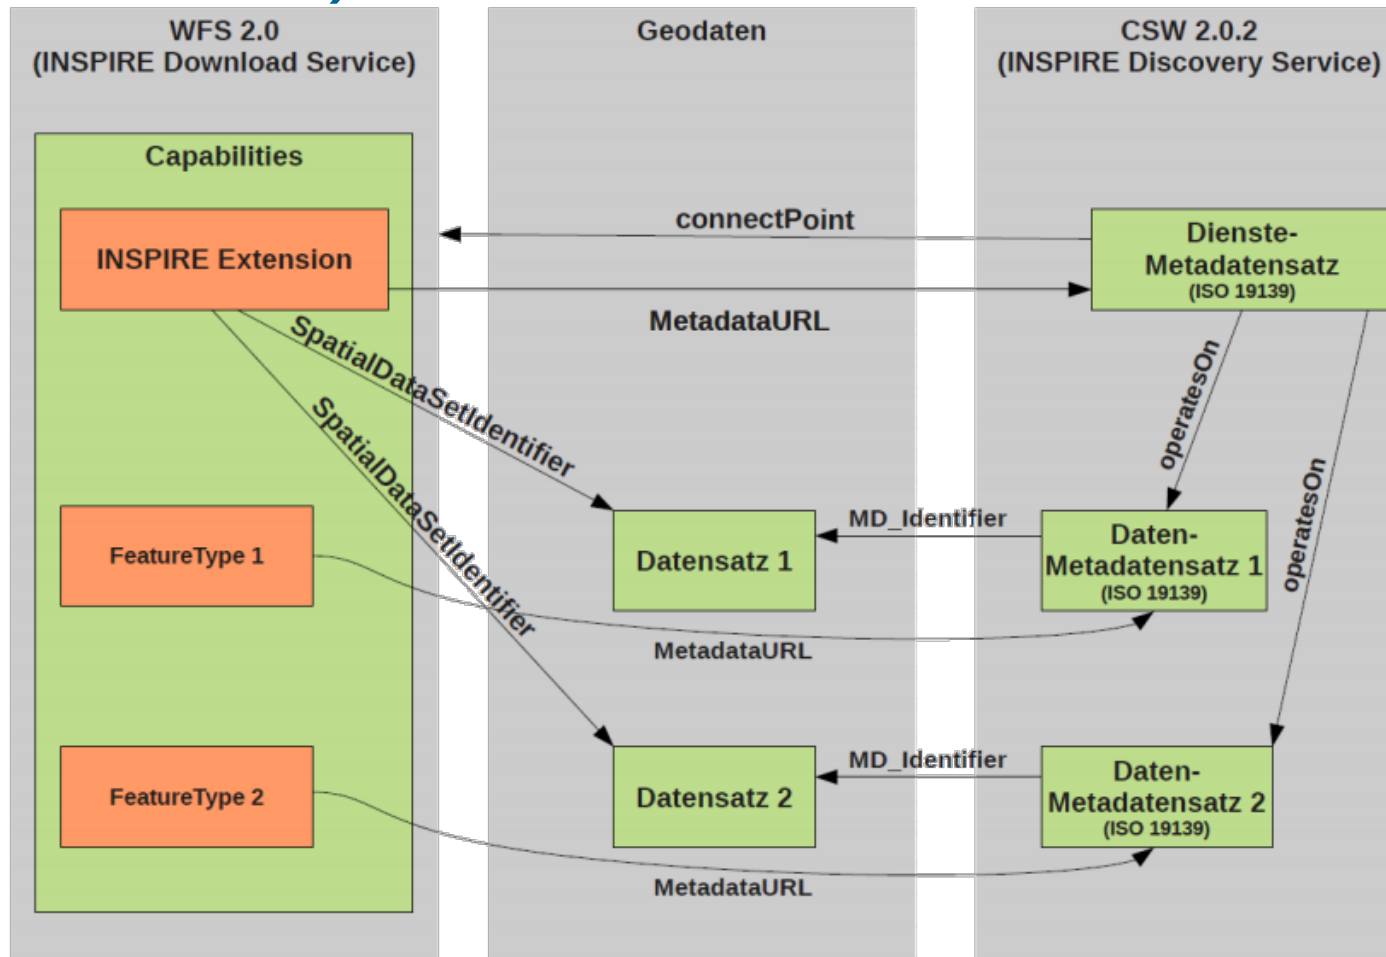 WFS 2.0
(INSPIRE Download Service)
Geodaten
CSW 2.0.2
(INSPIRE Discovery Service)
Capabilities
INSPIRE Extension
connectPoint
Dienste-
Metadatensatz
(ISO 19139)
MetadataURL
SpatialDataSetIdentifier
SpatialDataSetIdentifier
operatesOn
operatesOn
FeatureType 1
Datensatz 1
MD_Identifier
Daten-
Metadatensatz 1
(ISO 19139)
MetadataURL
FeatureType 2
Datensatz 2
MD_Identifier
Daten-
Metadatensatz 2
(ISO 19139)
MetadataURL